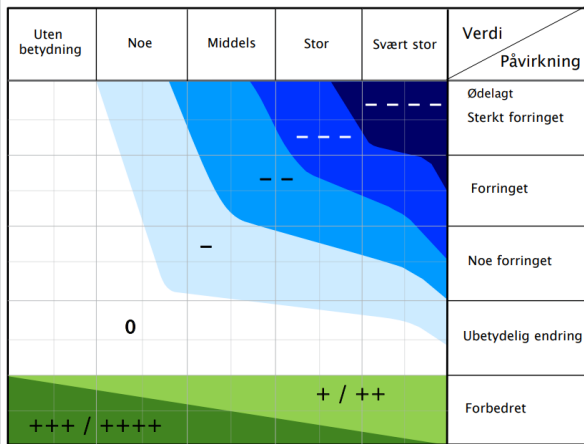 Uten
betydning
Noe
Middels
Stor
Svært stor
Verdi
Påvirkning
Ødelagt
Sterkt forringet
Forringet
Noe forringet
Ubetydelig endring
Forbedret
– – – –
– – –
– –
–
0
+ / ++
+++ / ++++